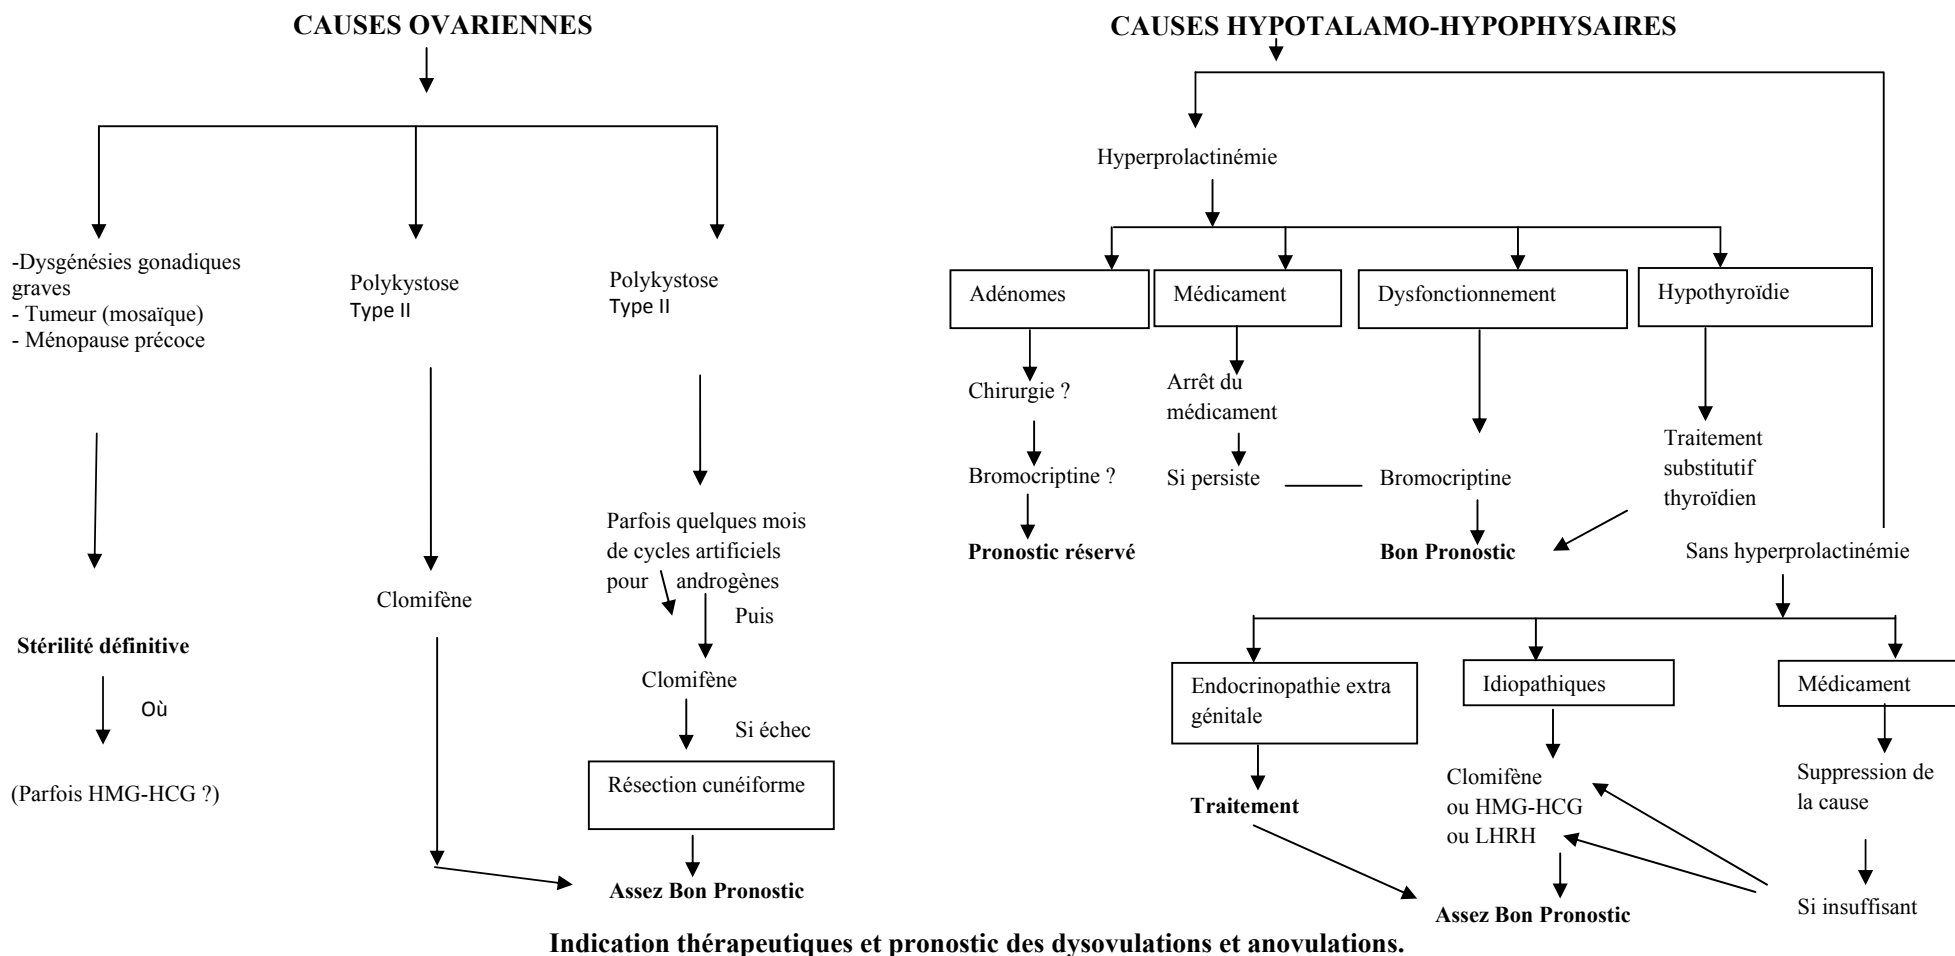 CAUSES OVARIENNES
-Dysgénésies gonadiques
graves
- Tumeur (mosaïque)
- Ménopause précoce
Stérilité définitive
Où
(Parfois HMG-HCG ?)
Polykystose
Type II
Clomifène
Polykystose
Type II
Parfois quelques mois
de cycles artificiels
pour androgènes
Puis
Clomifène
Si échec
Résection cunéiforme
Assez Bon Pronostic
CAUSES HYPOTALAMO-HYPOPHYSAIRES
Hyperprolactinémie
Adénomes
Chirurgie ?
Bromocriptine ?
Pronostic réservé
Médicament
Arrêt du
médicament
Si persiste
Dysfonctionnement
Bromocriptine
Bon Pronostic
Hypothyroïdie
Traitement
substitutif
thyroïdien
Sans hyperprolactinémie
Endocrinopathie extra
génitale
Traitement
Idiopathiques
Clomifène
ou HMG-HCG
ou LHRH
Assez Bon Pronostic
Médicament
Suppression de
la cause
Si insuffisant
Indication thérapeutiques et pronostic des dysovulations et anovulations.